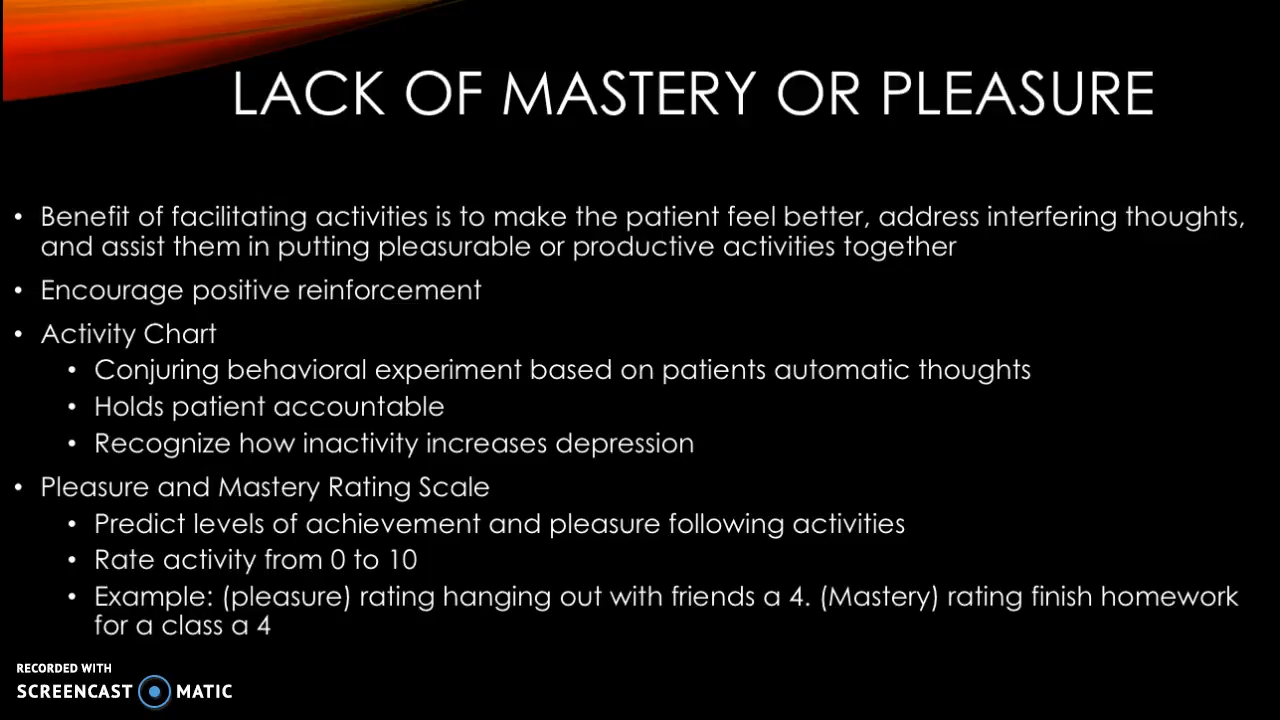 LACK OF MASTERY OR PLEASURE
• Benefit of facilitating activities is to make the patient feel better, address interfering thoughts,
and assist them in putting pleasurable or productive activities together
• Encourage positive reinforcement
• Activity Chart
• Conjuring behavioral experiment based on patients automatic thoughts
• Holds patient accountable
• Recognize how inactivity increases depression
• Pleasure and Mastery Rating Scale
• Predict levels of achievement and pleasure following activities
• Rate activity from 0 to 10
• Example: (pleasure) rating hanging out with friends a 4. (Mastery) rating finish homework
for a class a 4
RECORDED WITH
SCREENCAST MATIC